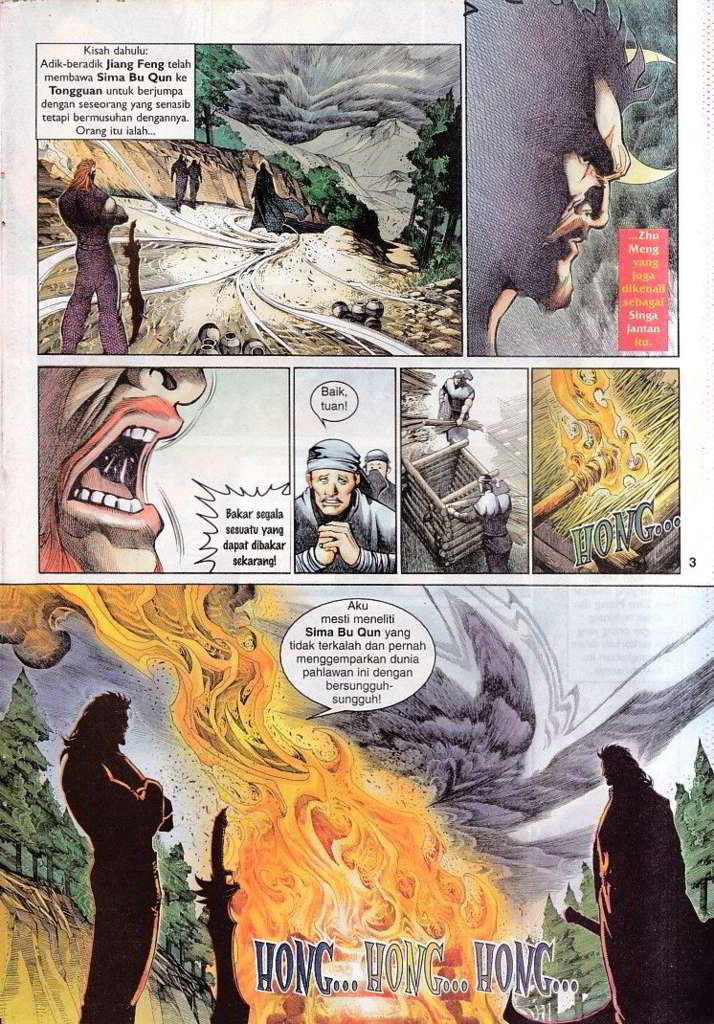 Kisah dahulu:
Adik-beradik Jiang Feng telah
membawa Sima Bu Qun ke
Tongguan untuk berjumpa
dengan seseorang yang senasib
tetapi bermusuhan dengannya.
Orang itu ialah...
...Zhu
Meng
yang
juga
dikenali
sebagai
Singa
Jantan
itu.
Bakar segala
sesuatu yang
dapat dibakar
sekarang!
Baik,
tuan!
HONG...
3
Aku
mesti meneliti
Sima Bu Qun yang
tidak terkalah dan pernah
menggemparkan dunia
pahlawan ini dengan
bersungguh-
sungguh!
HONG... HONG... HONG...